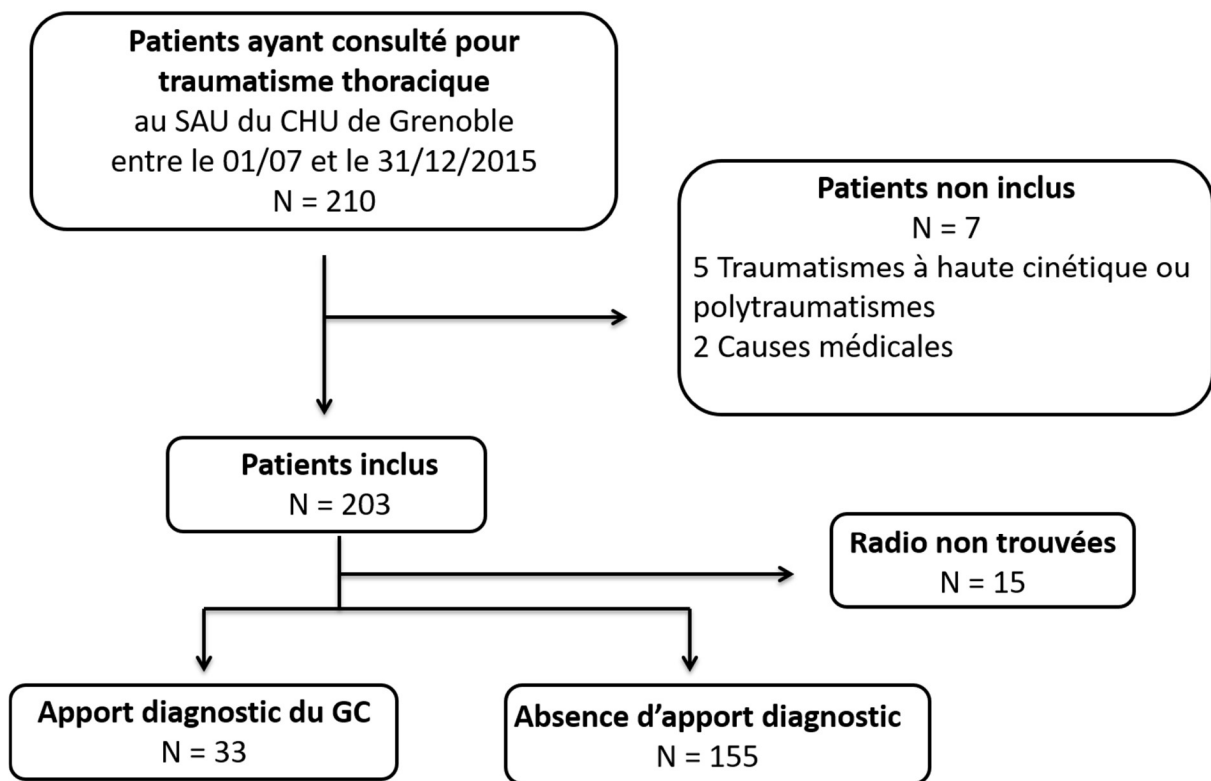 Patients ayant consulté pour
traumatisme thoracique
au SAU du CHU de Grenoble
entre le 01/07 et le 31/12/2015
N = 210
Patients non inclus
N = 7
5 Traumatismes à haute cinétique ou
polytraumatismes
2 Causes médicales
Patients inclus
N = 203
Radio non trouvées
N = 15
Apport diagnostic du GC
N = 33
Absence d’apport diagnostic
N = 155